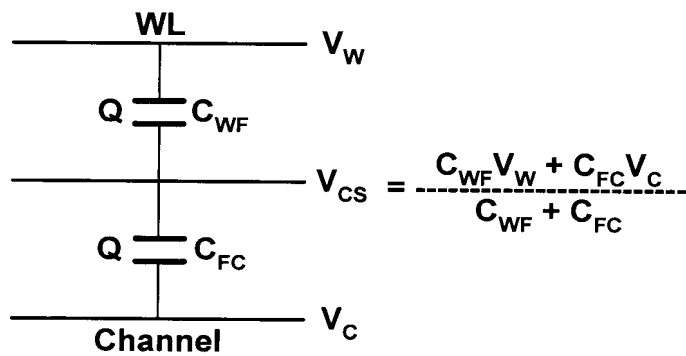 WL
V_W
Q C_WF
V_CS = C_WF V_W + C_FC V_C
C_WF + C_FC
Q C_FC
V_C
Channel